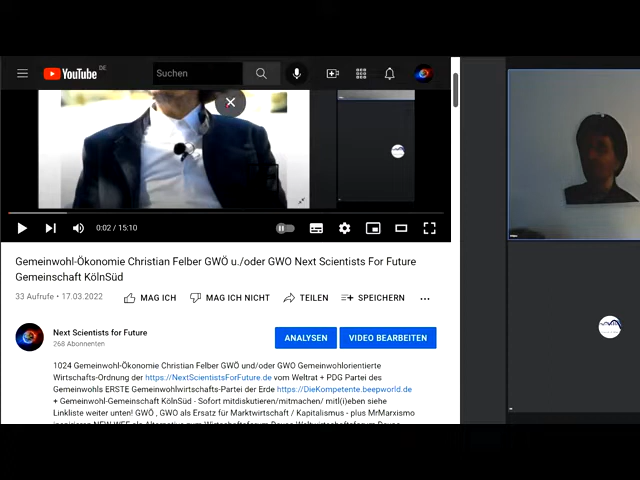 YouTube DE
Suchen
0:02 / 15:10
Gemeinwohl-Ökonomie Christian Felber GWÖ u./oder GWO Next Scientists For Future
Gemeinschaft KölnSüd
33 Aufrufe • 17.03.2022
MAG ICH
MAG ICH NICHT
TEILEN
SPEICHERN
Next Scientists for Future
268 Abonnenten
ANALYSEN
VIDEO BEARBEITEN
1024 Gemeinwohl-Ökonomie Christian Felber GWÖ und/oder GWO Gemeinwohlorientierte
Wirtschafts-Ordnung der https://NextScientistsForFuture.de vom Weltrat + PDG Partei des
Gemeinwohls ERSTE Gemeinwohlwirtschafts-Partei der Erde https://DieKompetente.beepworld.de
+ Gemeinwohl-Gemeinschaft KölnSüd - Sofort mitdiskutieren/mitmachen/ mitl(i)eben siehe
Linkliste weiter unten! GWÖ , GWO als Ersatz für Marktwirtschaft / Kapitalismus - plus MrMarxismo